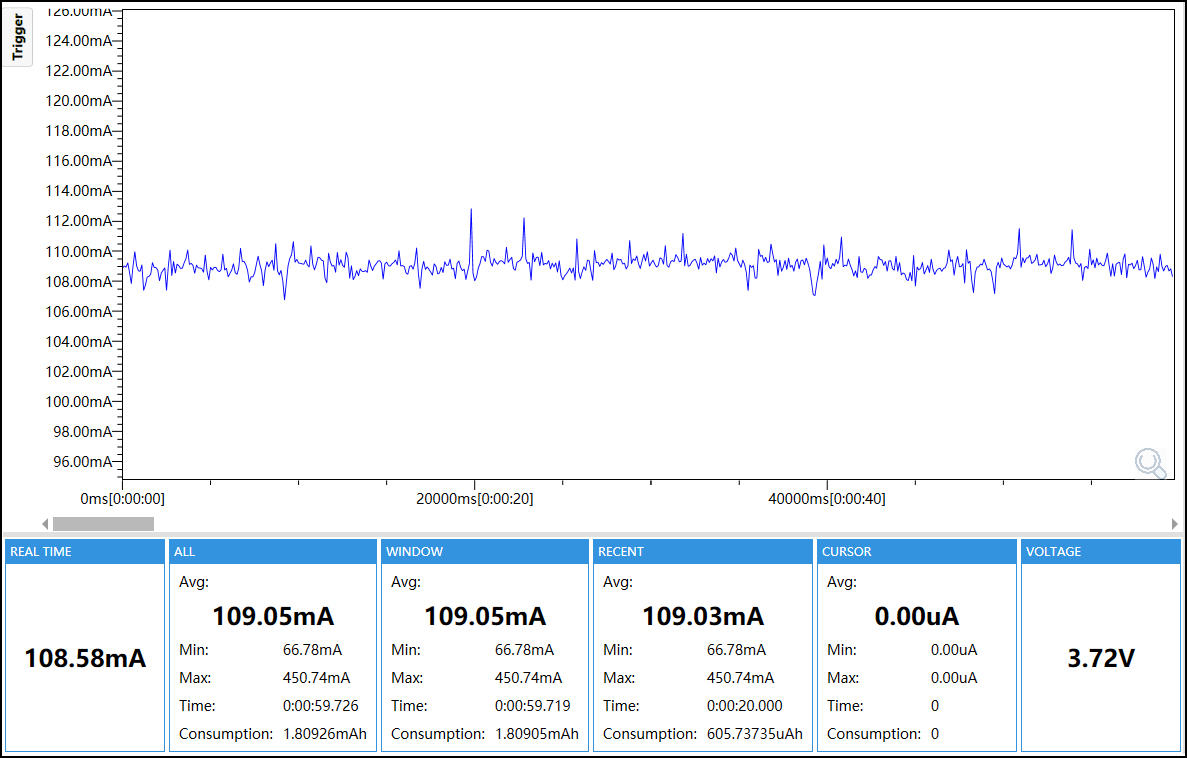 Trigger
126.00mA
124.00mA
122.00mA
120.00mA
118.00mA
116.00mA
114.00mA
112.00mA
110.00mA
108.00mA
106.00mA
104.00mA
102.00mA
100.00mA
98.00mA
96.00mA
0ms[0:00:00] 20000ms[0:00:20] 40000ms[0:00:40]
REAL TIME
108.58mA
ALL
Avg:
109.05mA
Min: 66.78mA
Max: 450.74mA
Time: 0:00:59.726
Consumption: 1.80926mAh
WINDOW
Avg:
109.05mA
Min: 66.78mA
Max: 450.74mA
Time: 0:00:59.719
Consumption: 1.80905mAh
RECENT
Avg:
109.03mA
Min: 66.78mA
Max: 450.74mA
Time: 0:00:20.000
Consumption: 605.73735uAh
CURSOR
Avg:
0.00uA
Min: 0.00uA
Max: 0.00uA
Time: 0
Consumption: 0
VOLTAGE
3.72V